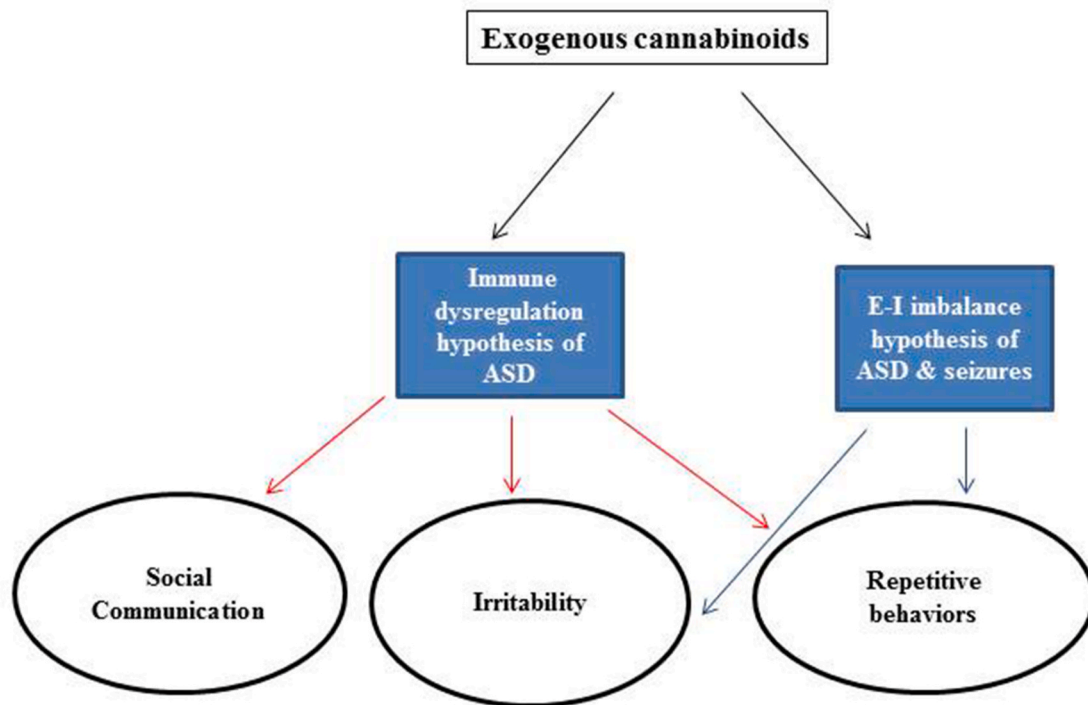 Exogenous cannabinoids
Immune
dysregulation
hypothesis of
ASD
E-I imbalance
hypothesis of
ASD & seizures
Social
Communication
Irritability
Repetitive
behaviors